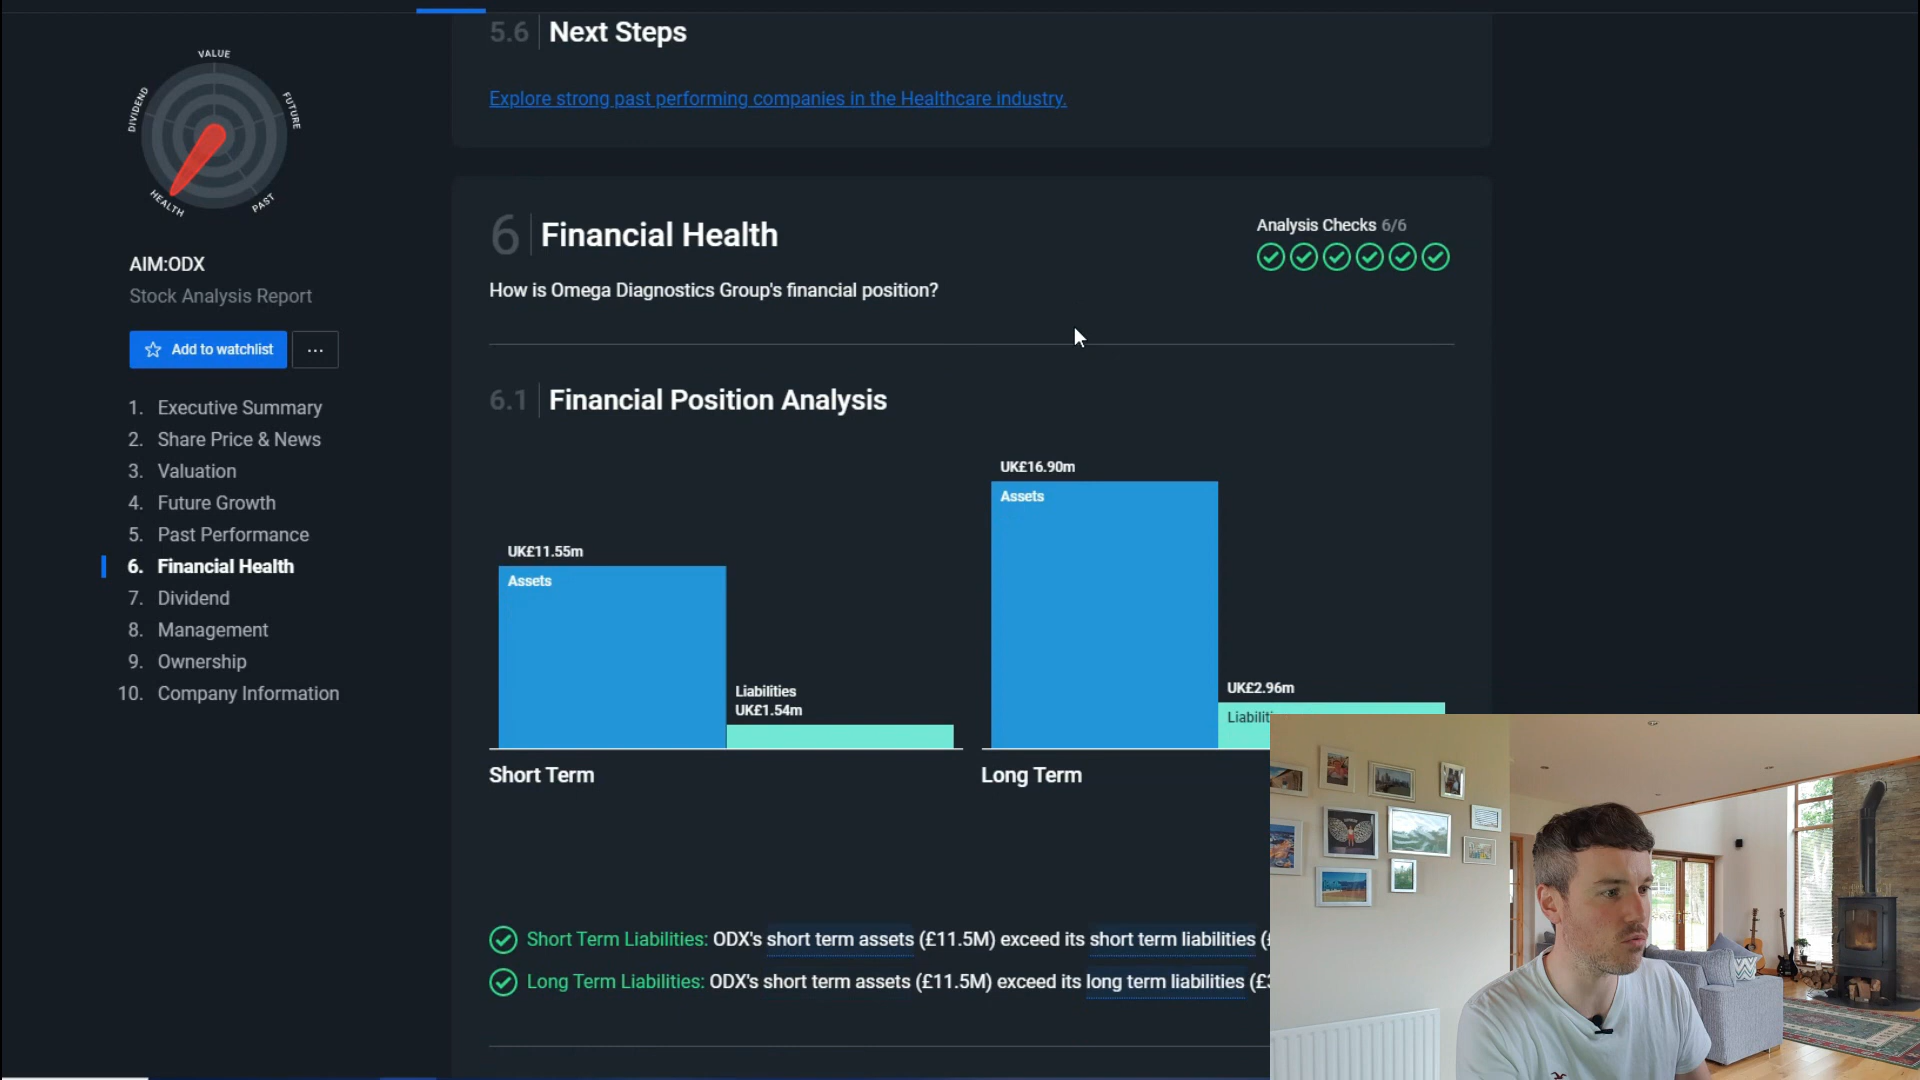 5.6 Next Steps
Explore strong past performing companies in the Healthcare industry.
VALUE
FUTURE
PAST
HEALTH
DIVIDEND
AIM:ODX
Stock Analysis Report
Add to watchlist ...
1. Executive Summary
2. Share Price & News
3. Valuation
4. Future Growth
5. Past Performance
6. Financial Health
7. Dividend
8. Management
9. Ownership
10. Company Information
6 Financial Health
Analysis Checks 6/6
How is Omega Diagnostics Group's financial position?
6.1 Financial Position Analysis
UK£11.55m
Assets
Liabilities
UK£1.54m
Short Term
UK£16.90m
Assets
UK£2.96m
Liabiliti
Long Term
Short Term Liabilities: ODX's short term assets (£11.5M) exceed its short term liabilities (
Long Term Liabilities: ODX's short term assets (£11.5M) exceed its long term liabilities (£